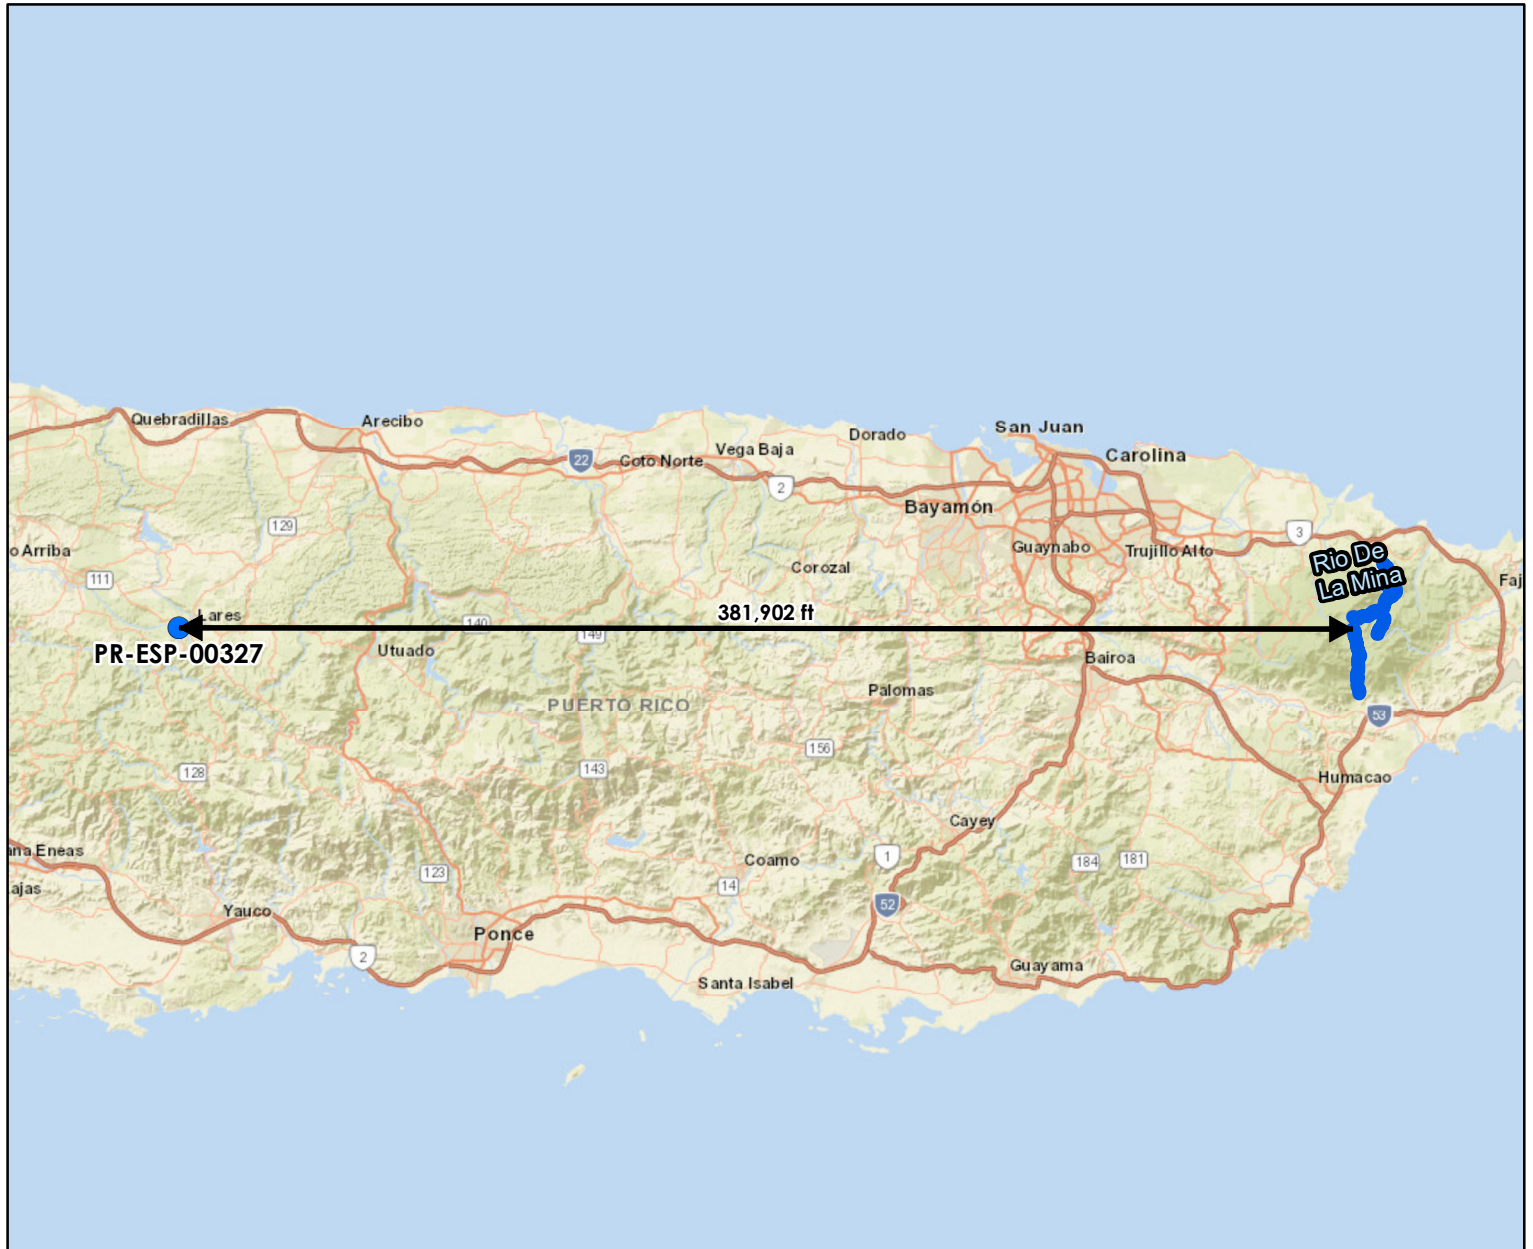 Quebradillas
Arecibo
San Juan
Dorado
Vega Baja
Coto Norte
22
2
Carolina
Bayamón
129
3
o Arriba
Guaynabo
Trujillo Alto
Rio De
La Mina
Corozal
111
Faj
Lares
381,902 ft
140
149
PR-ESP-00327
Utuado
Bairoa
Palomas
PUERTO RICO
53
156
128
143
Humacao
Cayey
ana Eneas
Coamo
1
184
181
123
ajas
14
52
Yauco
Ponce
2
Guayama
Santa Isabel